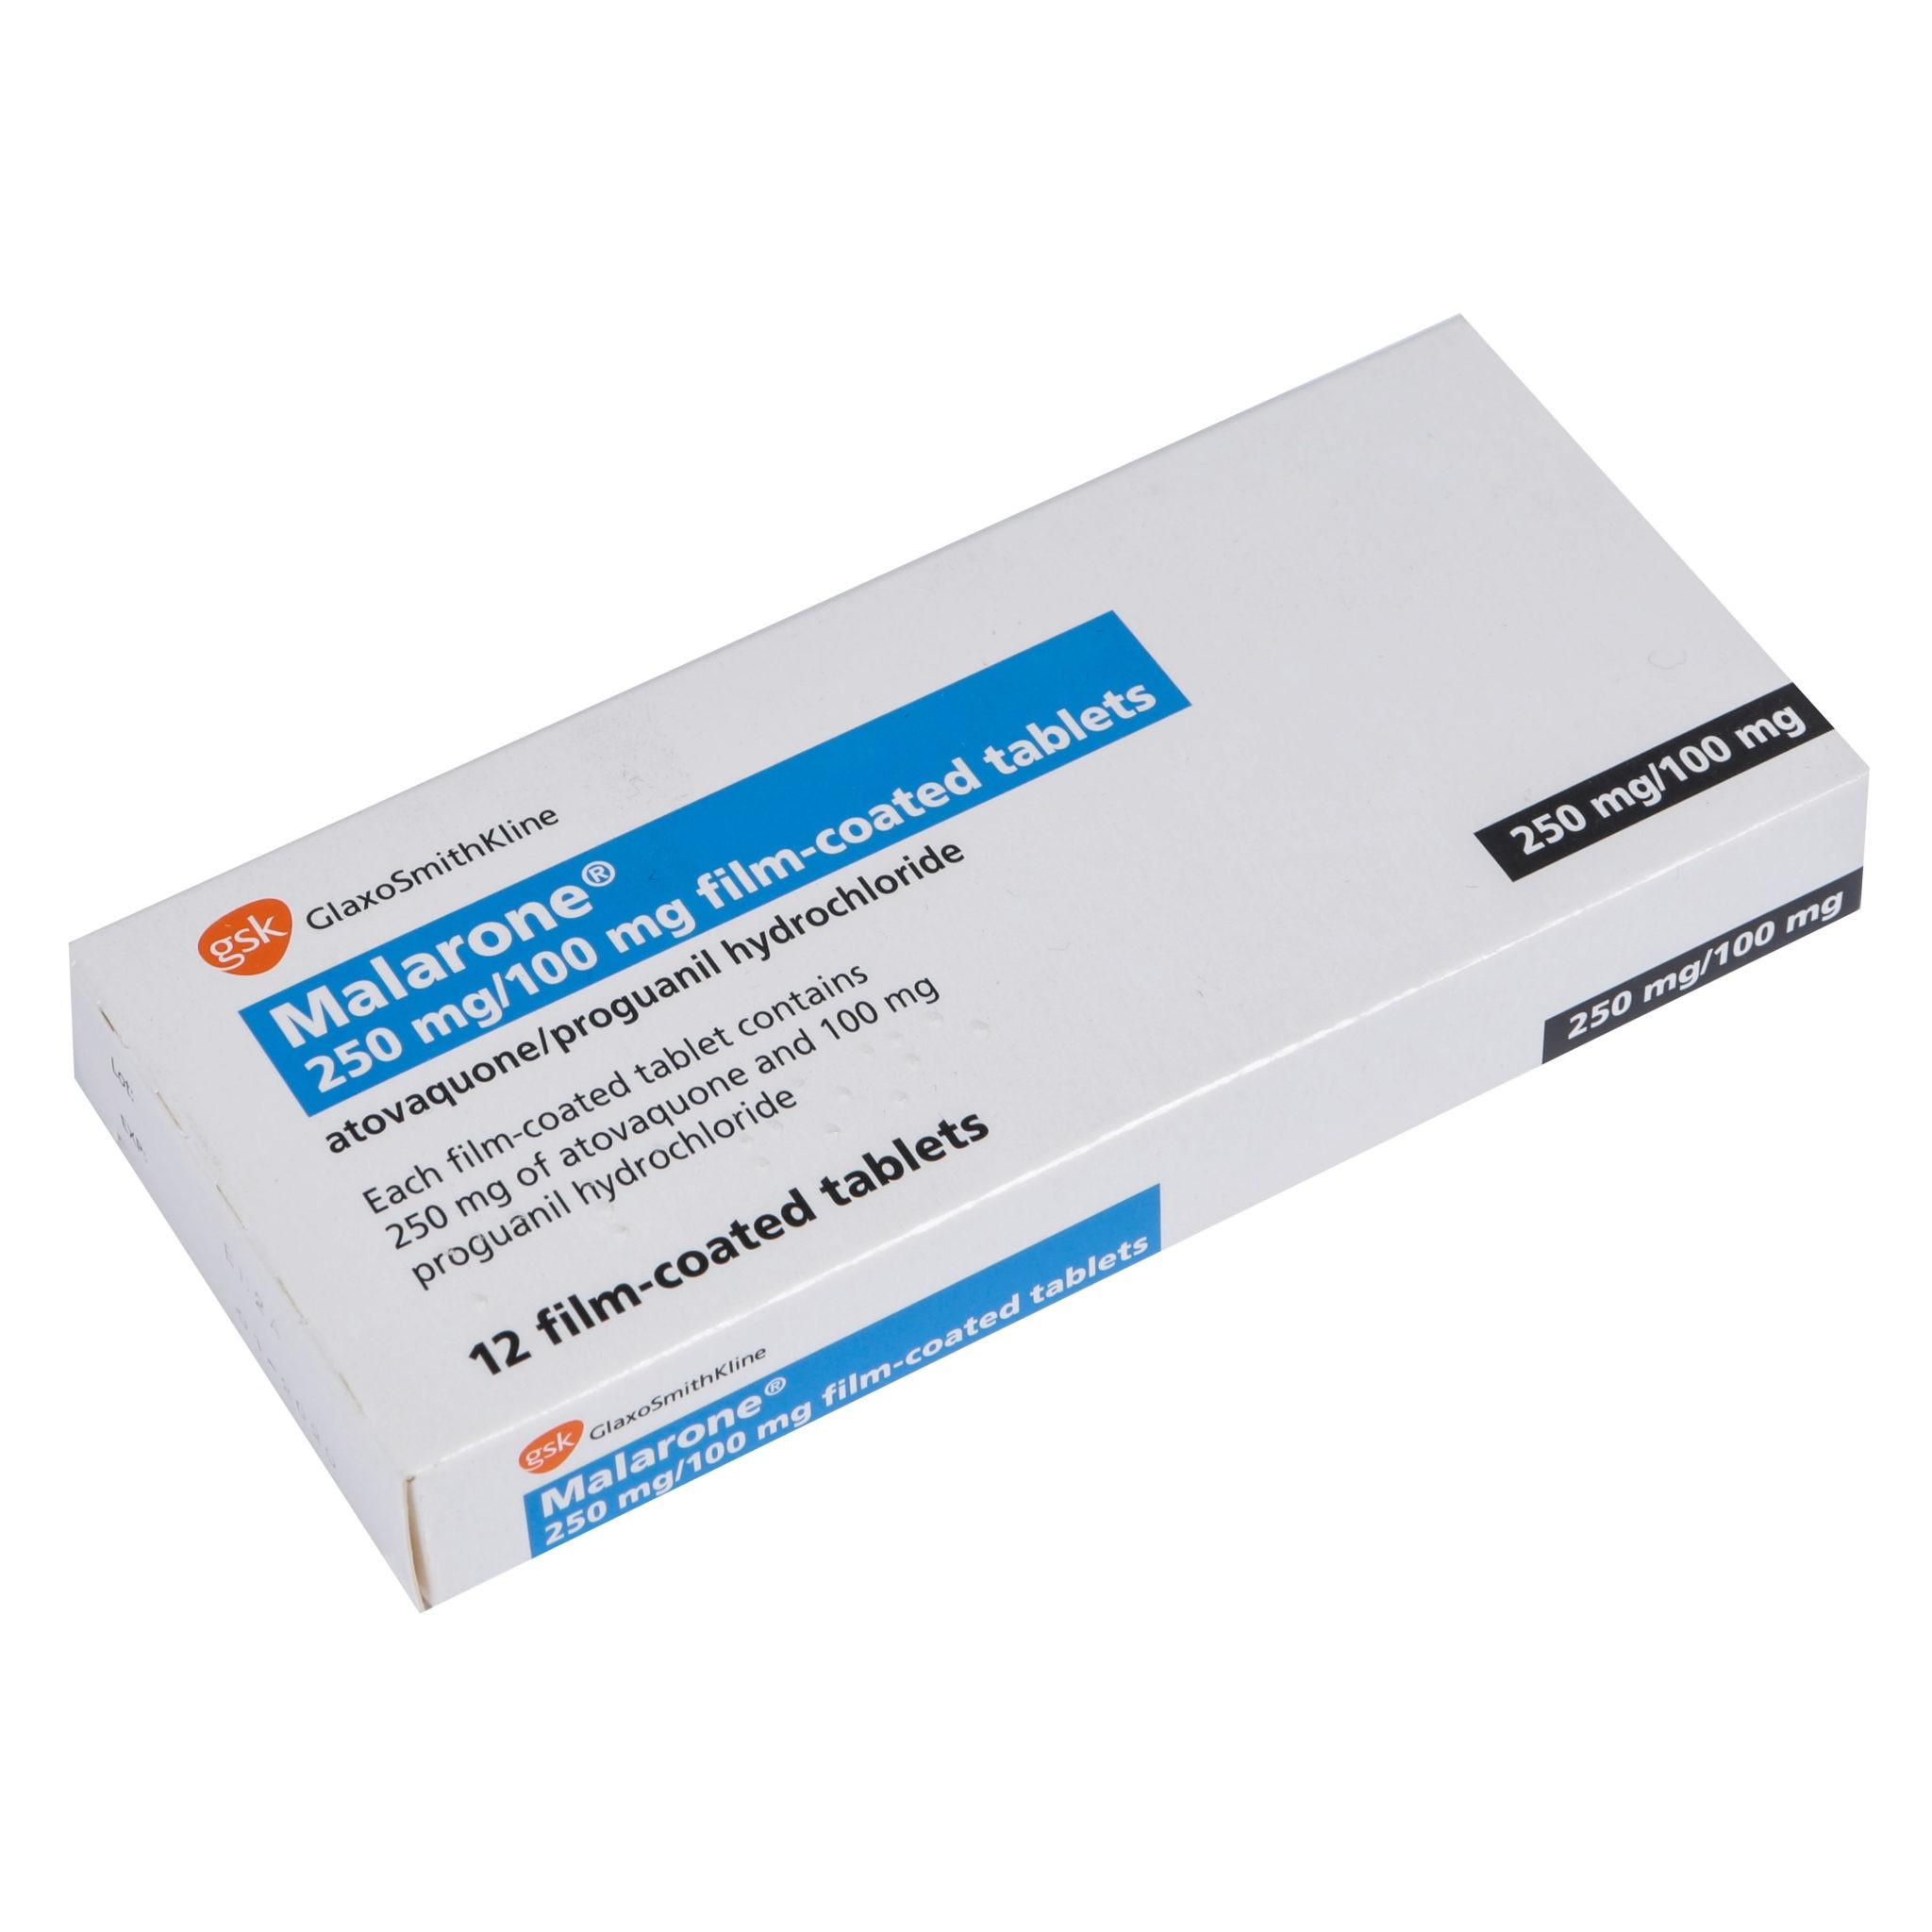 gsk GlaxoSmithKline
Malarone®
250 mg/100 mg film-coated tablets
atovaquone/proguanil hydrochloride
Each film-coated tablet contains
250 mg of atovaquone and 100 mg
proguanil hydrochloride
12 film-coated tablets
250 mg/100 mg
gsk GlaxoSmithKline
Malarone®
250 mg/100 mg film-coated tablets
250 mg/100 mg
Lot: